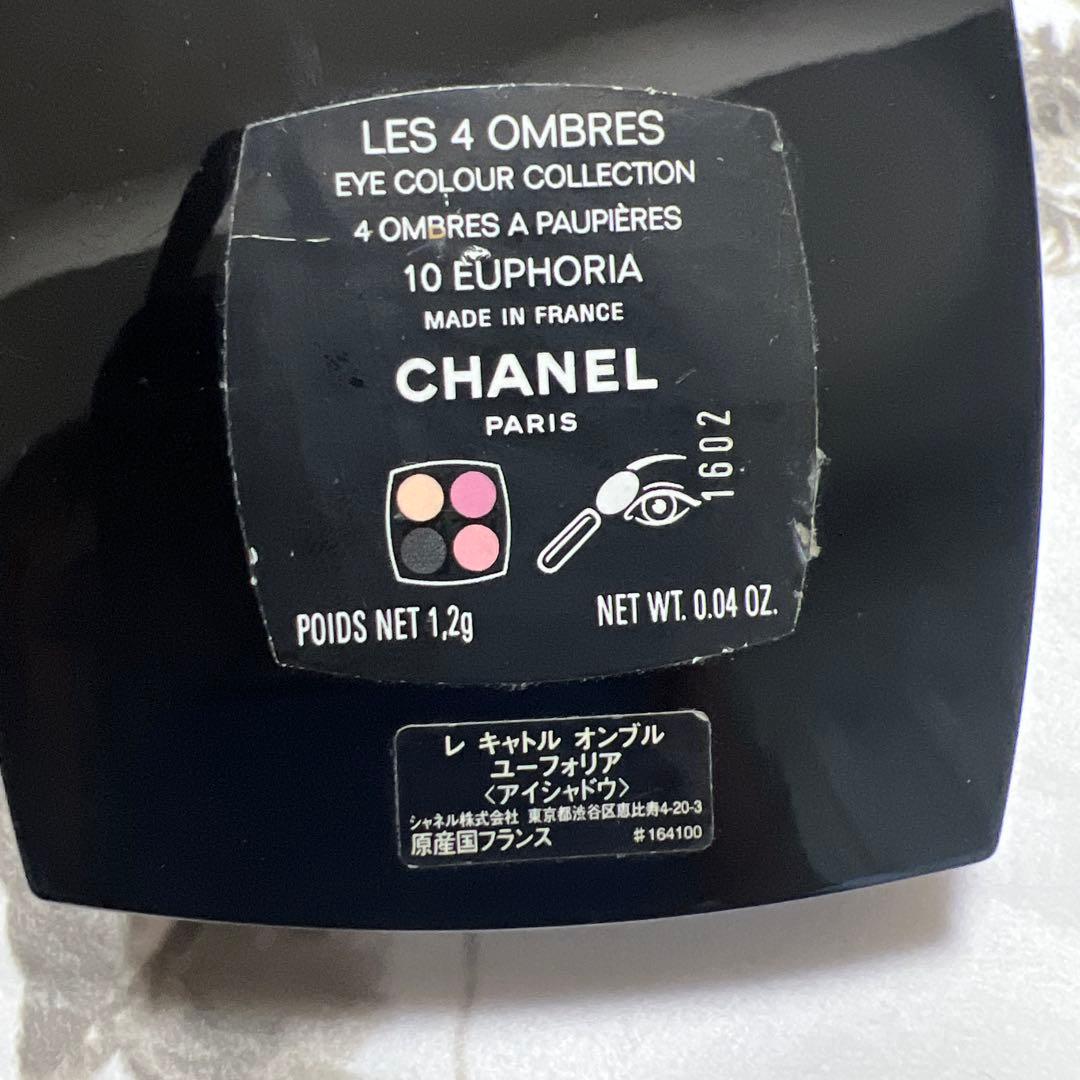 LES 4 OMBRES
EYE COLOUR COLLECTION
4 OMBRES A PAUPIÈRES
10 EUPHORIA
MADE IN FRANCE
CHANEL
PARIS
1602
POIDS NET 1,2g
NET WT. 0.04 OZ.
レ キャトル オンブル
ユーフォリア
〈アイシャドウ〉
シャネル株式会社 東京都渋谷区恵比寿4-20-3
原産国フランス #164100